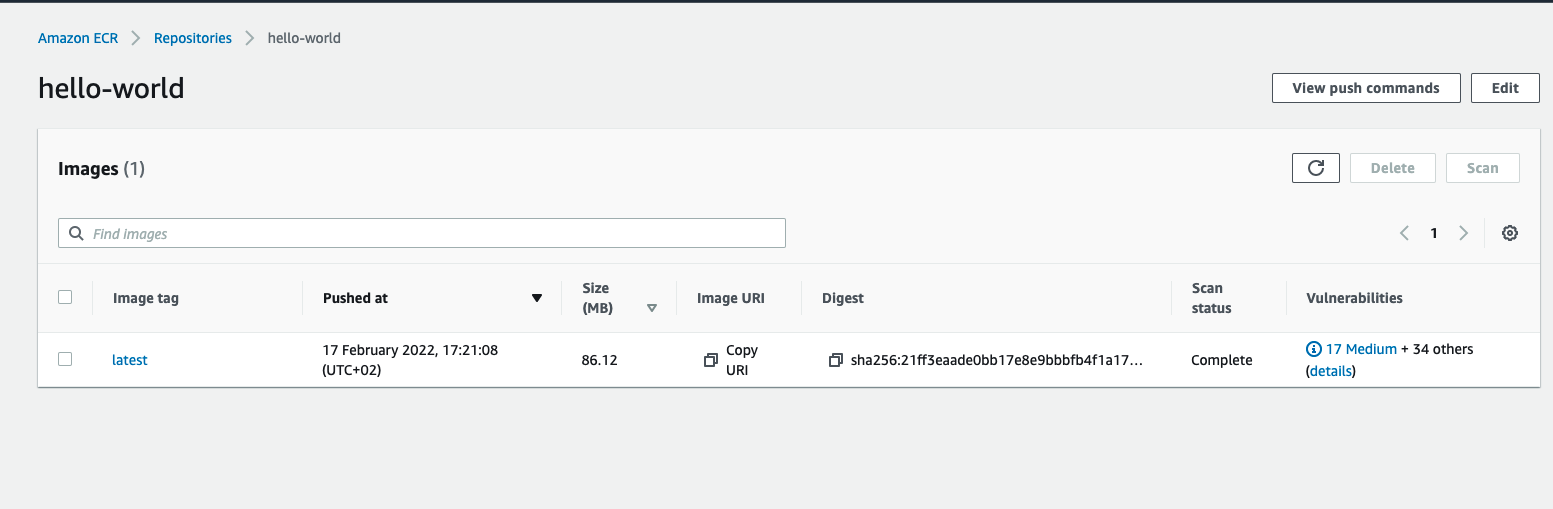 Amazon ECR > Repositories > hello-world
hello-world
View push commands
Edit
Images (1)
Delete
Scan
Find images
1
Image tag
Pushed at
Size
(MB)
Image URI
Digest
Scan
status
Vulnerabilities
latest
17 February 2022, 17:21:08
(UTC+02)
86.12
Copy
URI
sha256:21ff3eaade0bb17e8e9bbbfb4f1a17...
Complete
17 Medium + 34 others
(details)